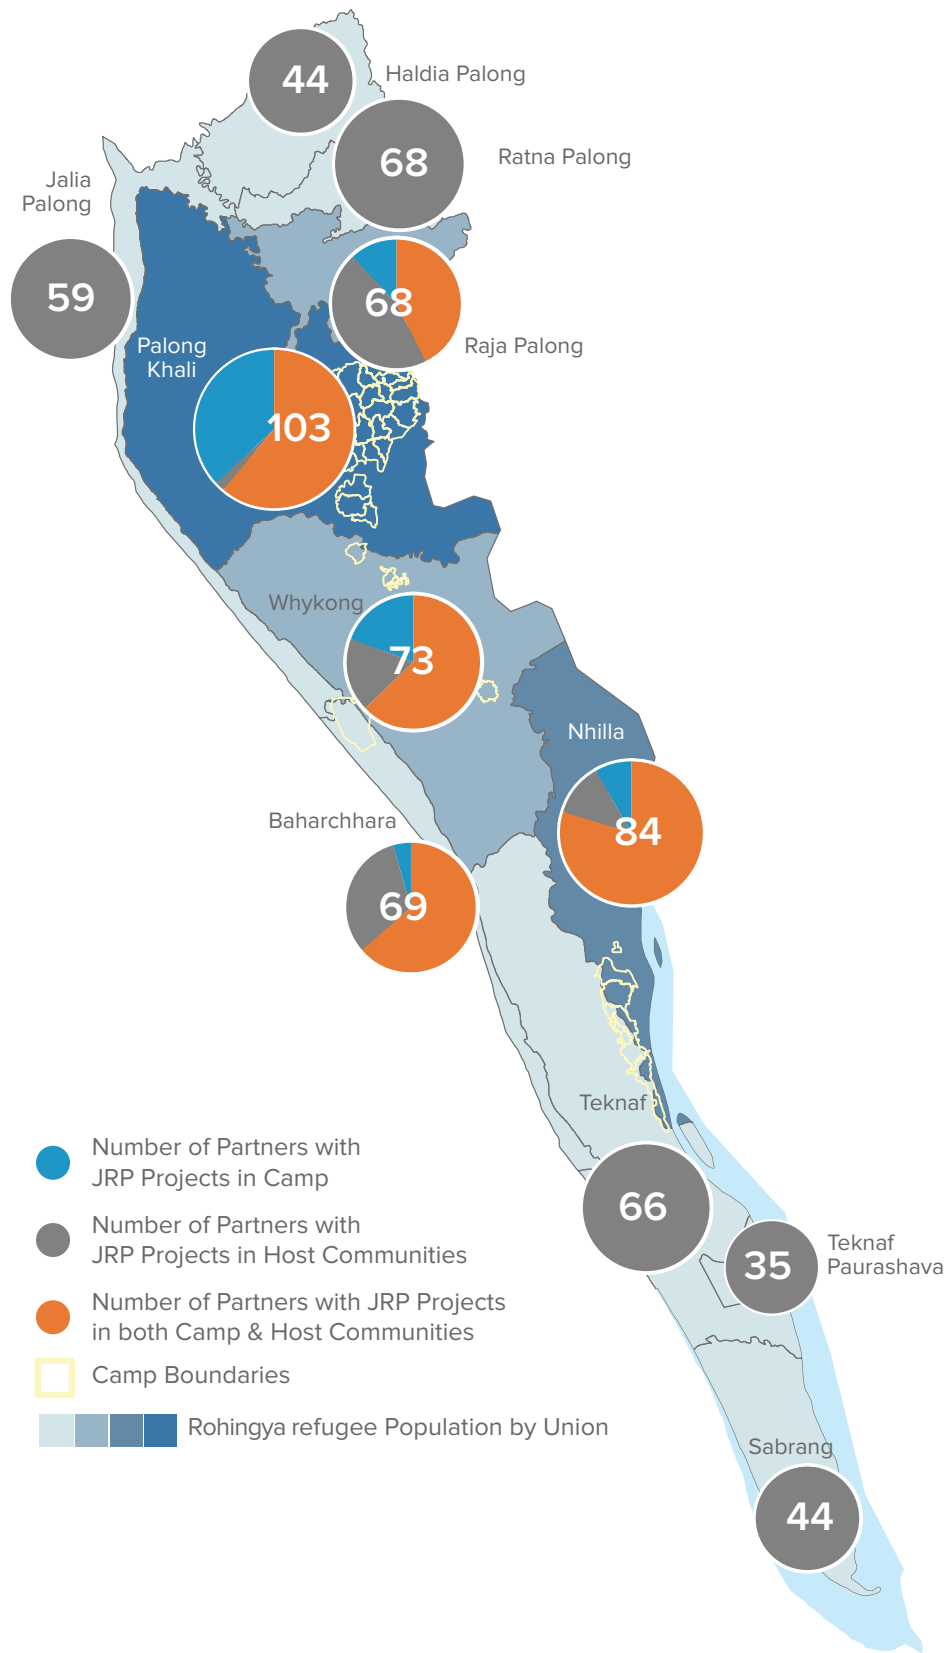 44
Haldia Palong
68
Ratna Palong
Jalia
Palong
59
68
Raja Palong
Palong
Khali
103
Whykong
73
Nhilla
84
Baharchhara
69
Teknaf
66
35
Teknaf
Paurashava
Sabrang
44
Number of Partners with
JRP Projects in Camp
Number of Partners with
JRP Projects in Host Communities
Number of Partners with JRP Projects
in both Camp & Host Communities
Camp Boundaries
Rohingya refugee Population by Union